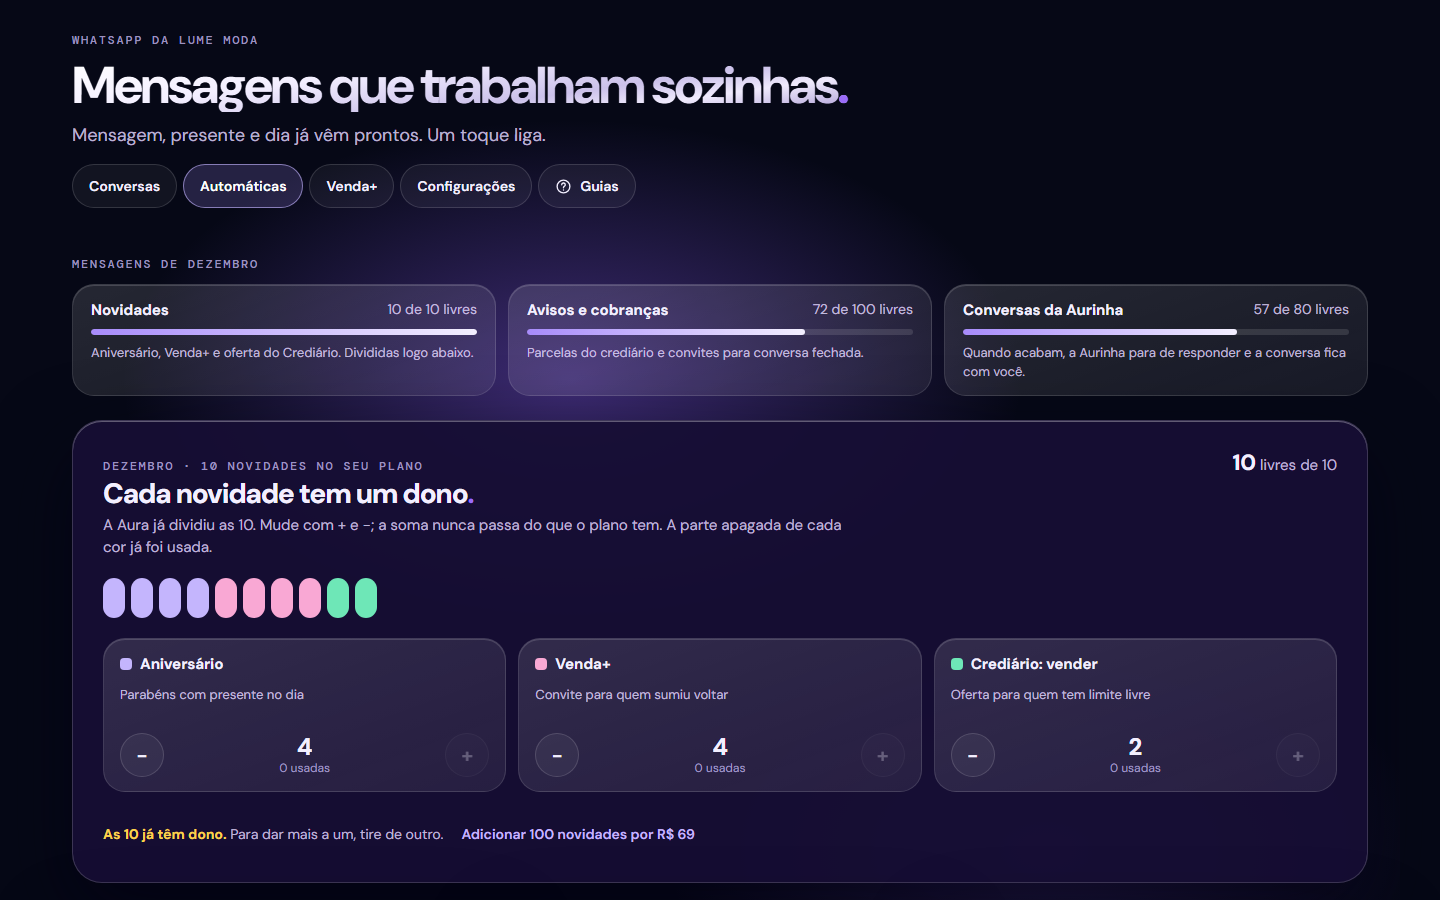 WHATSAPP DA LUME MODA
Mensagens que trabalham sozinhas.
Mensagem, presente e dia já vêm prontos. Um toque liga.
Conversas
Automáticas
Venda+
Configurações
Guias
MENSAGENS DE DEZEMBRO
Novidades
10 de 10 livres
Aniversário, Venda+ e oferta do Crediário. Divididas logo abaixo.
Avisos e cobranças
72 de 100 livres
Parcelas do crediário e convites para conversa fechada.
Conversas da Aurinha
57 de 80 livres
Quando acabam, a Aurinha para de responder e a conversa fica
com você.
DEZEMBRO · 10 NOVIDADES NO SEU PLANO
10 livres de 10
Cada novidade tem um dono.
A Aura já dividiu as 10. Mude com + e −; a soma nunca passa do que o plano tem. A parte apagada de cada
cor já foi usada.
Aniversário
Parabéns com presente no dia
−
4
+
0 usadas
Venda+
Convite para quem sumiu voltar
−
4
+
0 usadas
Crediário: vender
Oferta para quem tem limite livre
−
2
+
0 usadas
As 10 já têm dono. Para dar mais a um, tire de outro.
Adicionar 100 novidades por R$ 69